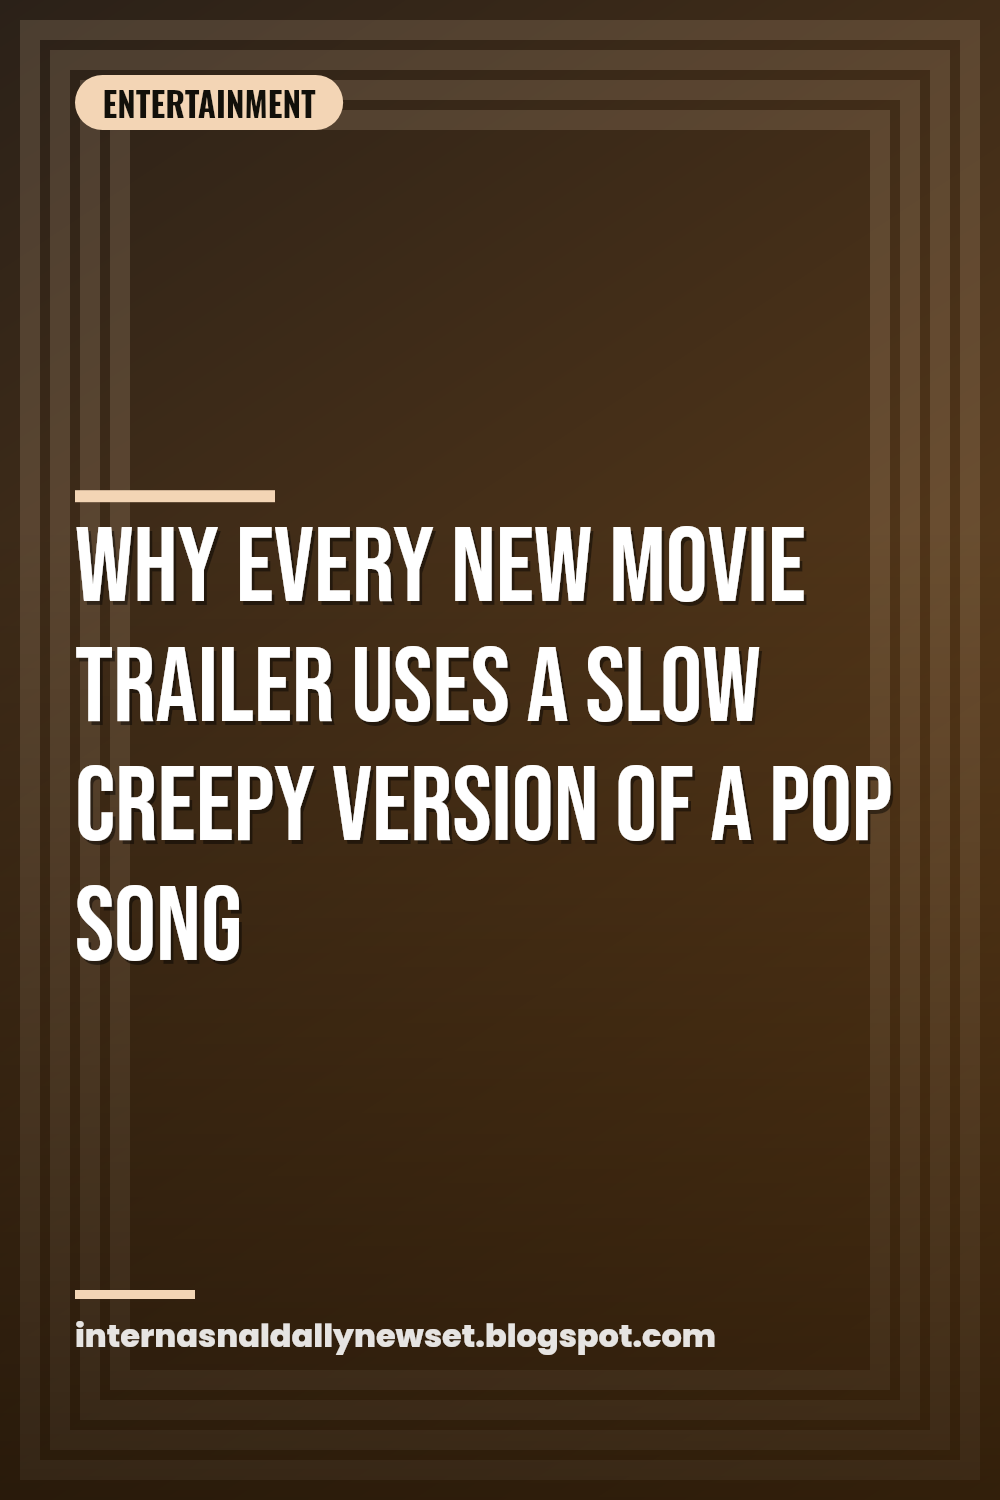 ENTERTAINMENT
WHY EVERY NEW MOVIE
TRAILER USES A SLOW
CREEPY VERSION OF A POP
SONG
internasnaldallynewset.blogspot.com